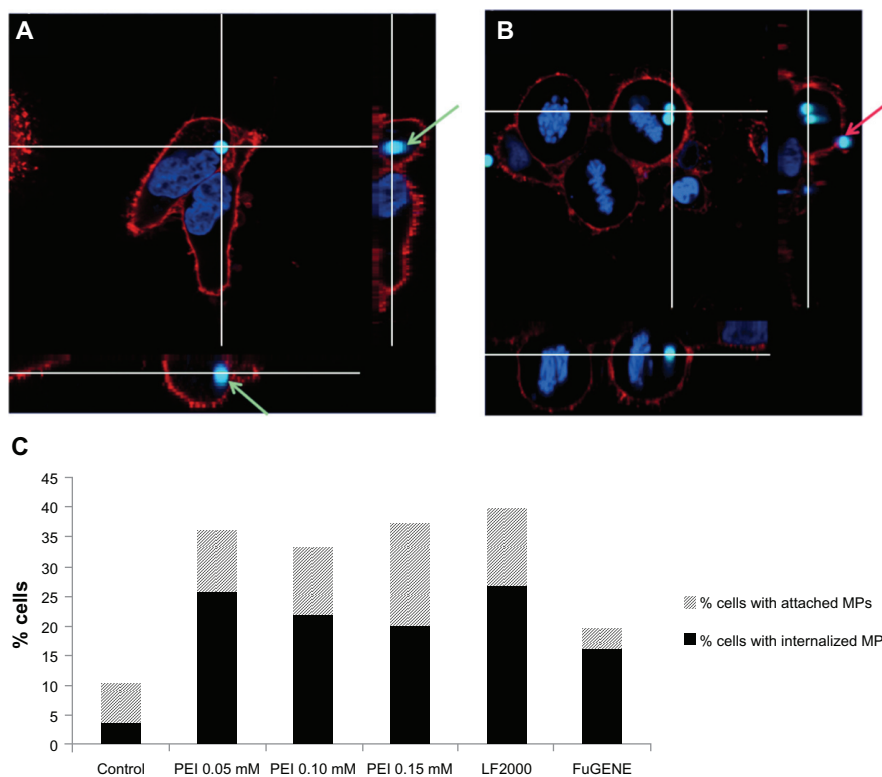 A
B
C
45
40
35
30
25
20
15
10
5
0
% cells
Control PEI 0.05 mM PEI 0.10 mM PEI 0.15 mM LF2000 FuGENE
% cells with attached MPs
% cells with internalized MP